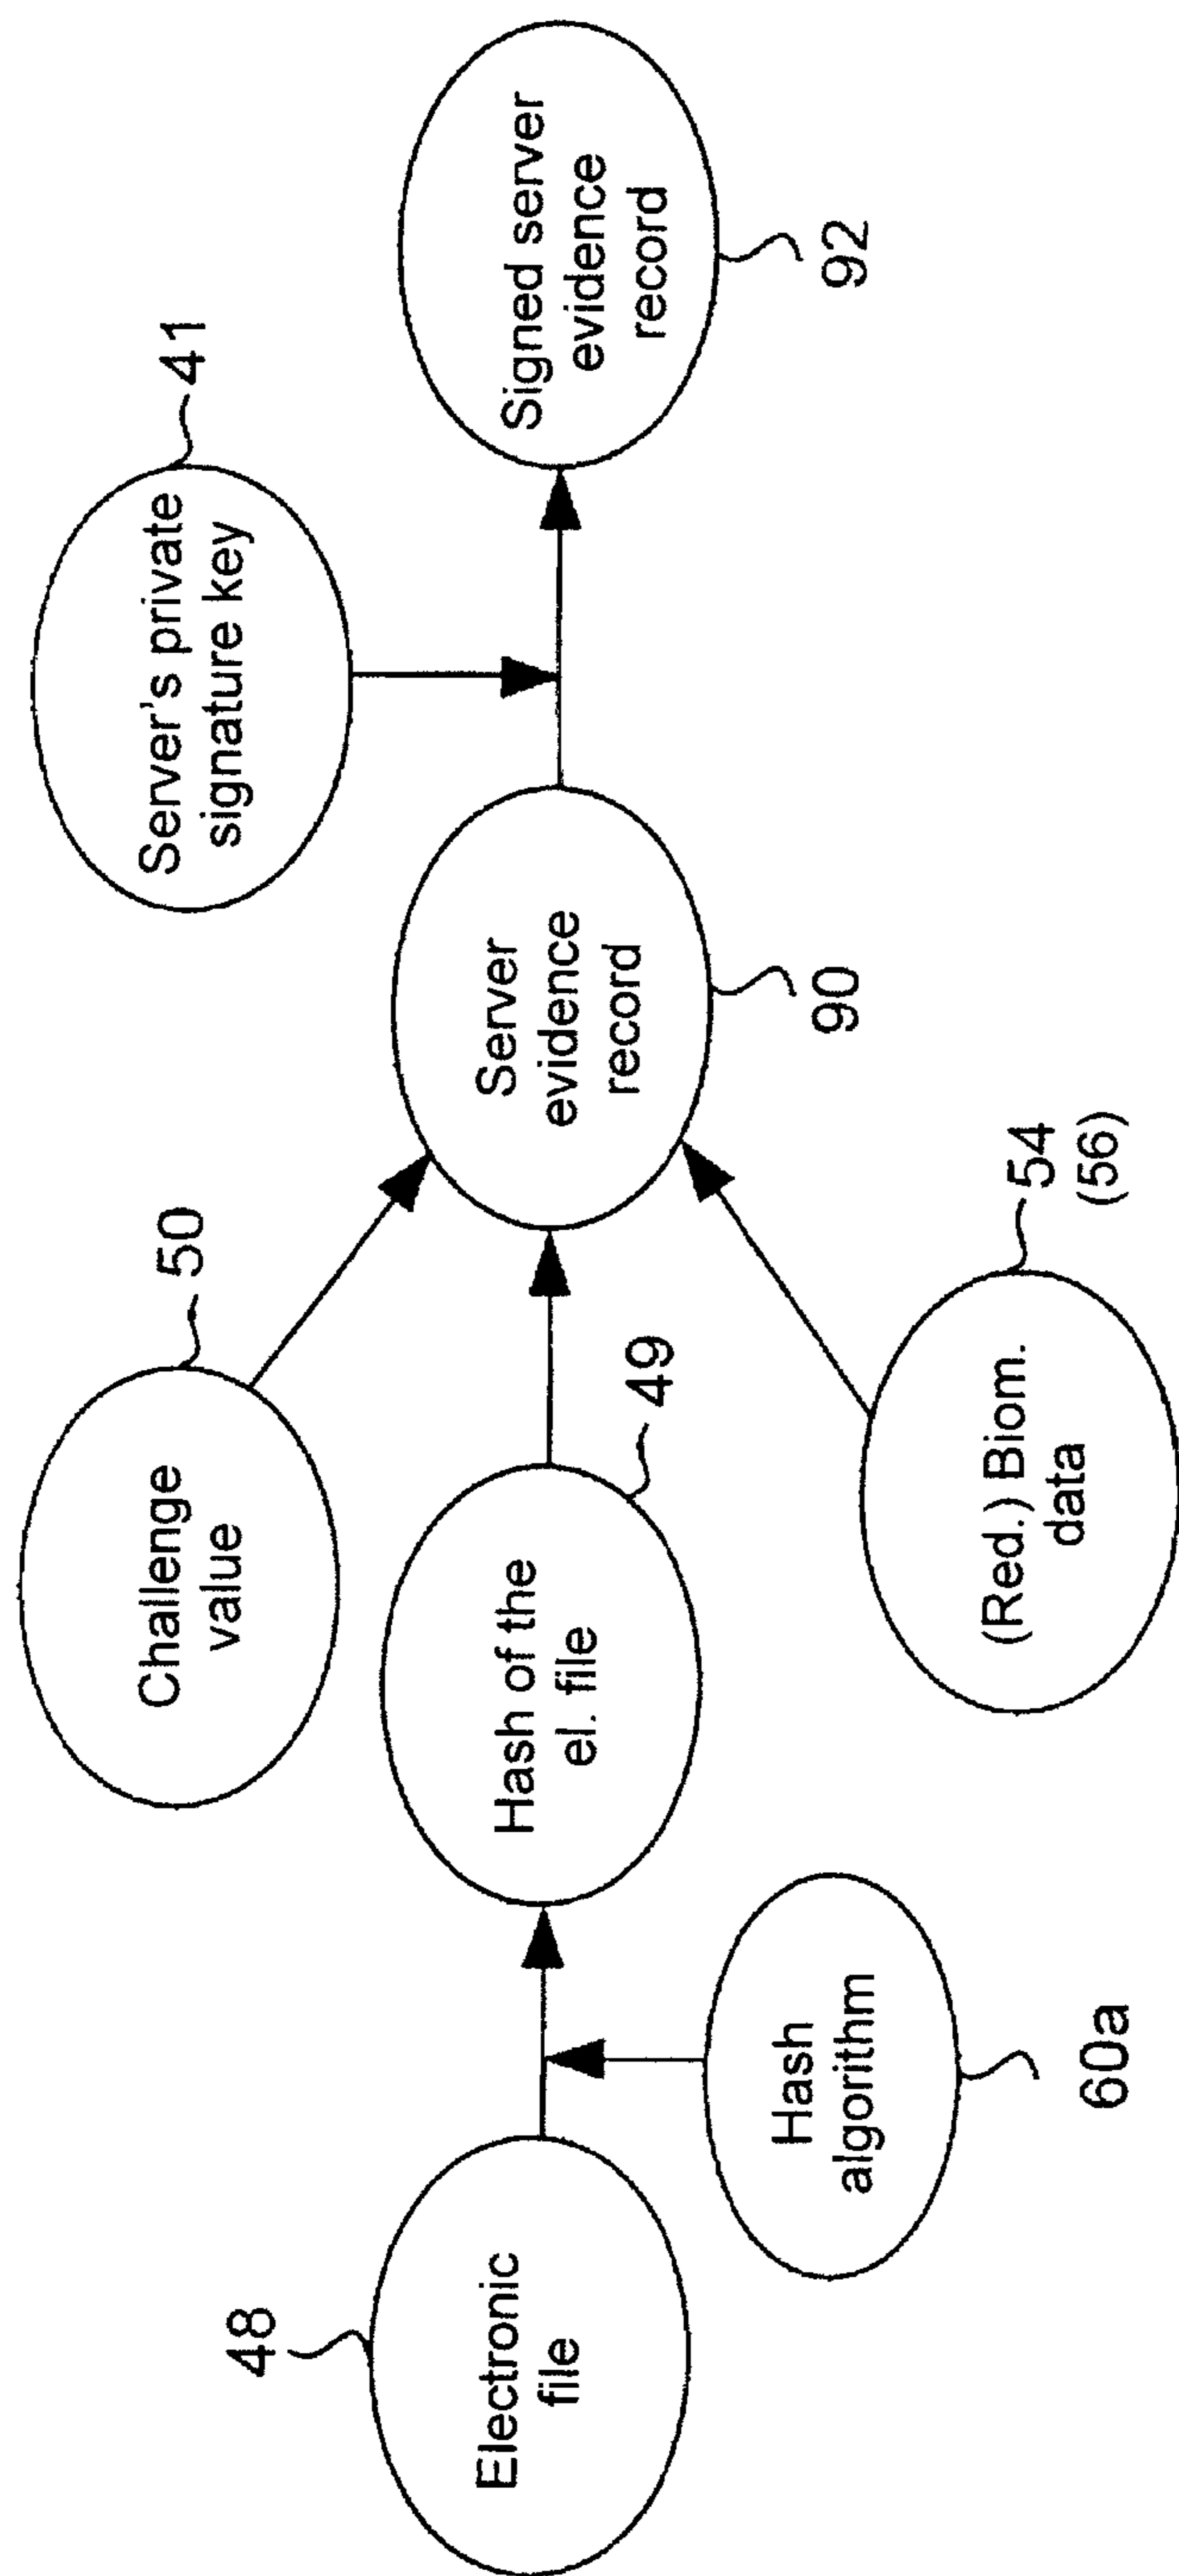 48
Electronic
file
Hash
algorithm
60a
Hash of the
el. file
49
Challenge
value
50
(Red.) Biom.
data
54
(56)
Server
evidence
record
90
Server's private
signature key
41
Signed server
evidence
record
92